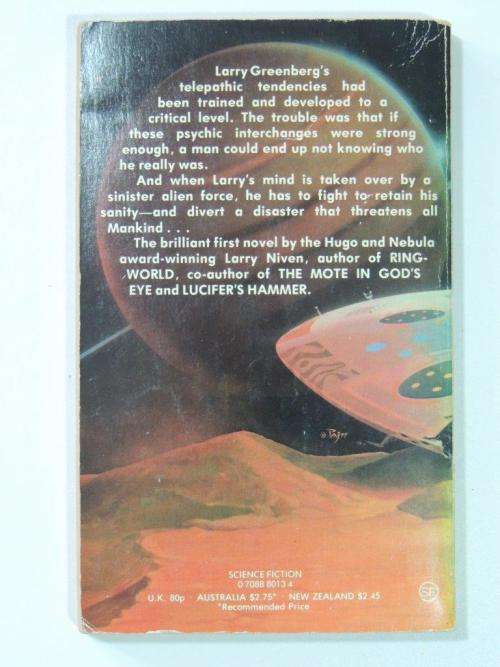 Larry Greenberg's
telepathic tendencies had
been trained and developed to a
critical level. The trouble was that if
these psychic interchanges were strong
enough, a man could end up not knowing who
he really was.
And when Larry's mind is taken over by a
sinister alien force, he has to fight to retain his
sanity—and divert a disaster that threatens all
Mankind . . .
The brilliant first novel by the Hugo and Nebula
award-winning Larry Niven, author of RING-
WORLD, co-author of THE MOTE IN GOD'S
EYE and LUCIFER'S HAMMER.
SCIENCE FICTION
0 7088 8013 4
U.K. 80p · AUSTRALIA $2.75* · NEW ZEALAND $2.45
*Recommended Price
SF